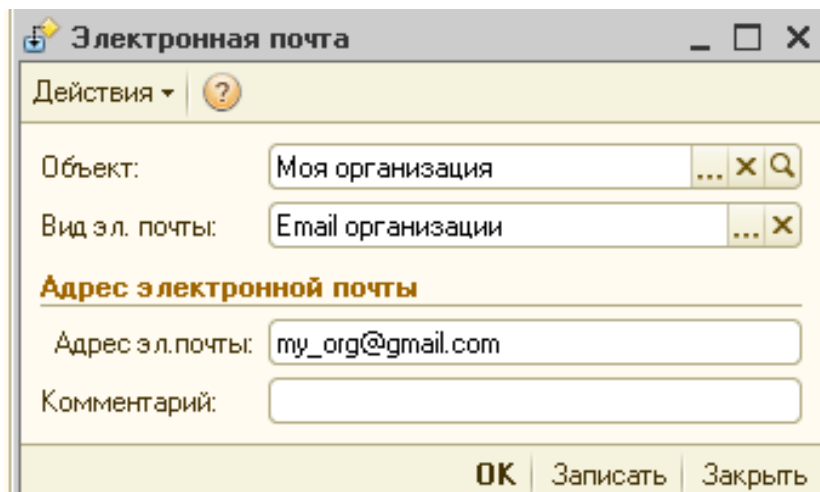 Электронная почта
Действия
Объект: Моя организация
Вид эл. почты: Email организации
Адрес электронной почты
Адрес эл.почты: my_org@gmail.com
Комментарий:
OK Записать Закрыть